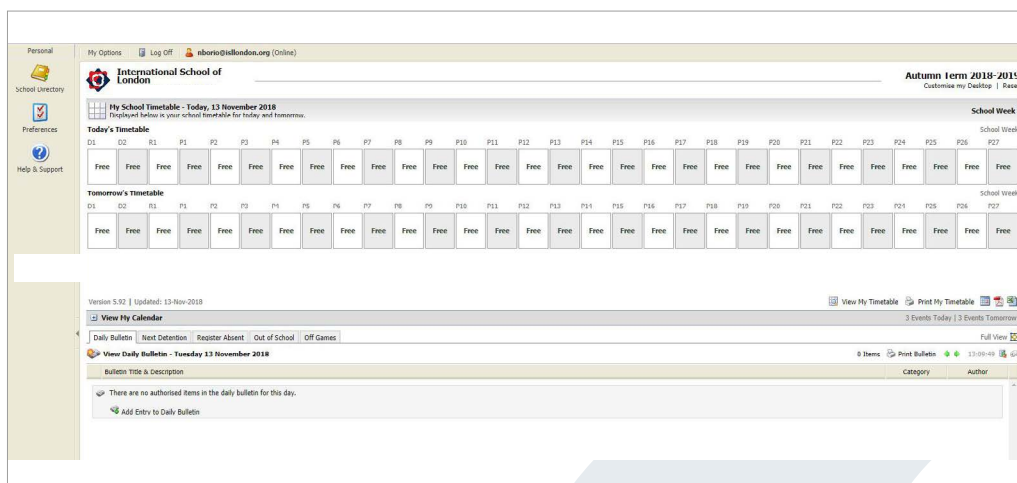 Personal
School Directory
Preferences
Help & Support
My Options Log Off nborio@isllondon.org (Online)
International School of
London
Autumn Term 2018-2019
Customise my Desktop | Rese
My School Timetable - Today, 13 November 2018
Displayed below is your school timetable for today and tomorrow.
School Week
Today's Timetable School Week
D1 D2 R1 P1 P2 P3 P4 P5 P6 P7 P8 P9 P10 P11 P12 P13 P14 P15 P16 P17 P18 P19 P20 P21 P22 P23 P24 P25 P26 P27
Free Free Free Free Free Free Free Free Free Free Free Free Free Free Free Free Free Free Free Free Free Free Free Free Free Free Free Free Free Free
Tomorrow's Timetable School Week
D1 D2 R1 P1 P2 P3 P4 P5 P6 P7 P8 P9 P10 P11 P12 P13 P14 P15 P16 P17 P18 P19 P20 P21 P22 P23 P24 P25 P26 P27
Free Free Free Free Free Free Free Free Free Free Free Free Free Free Free Free Free Free Free Free Free Free Free Free Free Free Free Free Free Free
Version 5.92 | Updated: 13-Nov-2018 View My Timetable Print My Timetable
View My Calendar 3 Events Today | 3 Events Tomorrow
Daily Bulletin Next Detention Register Absent Out of School Off Games Full View
View Daily Bulletin - Tuesday 13 November 2018 0 Items Print Bulletin 13:09:49
Bulletin Title & Description Category Author
There are no authorised items in the daily bulletin for this day.
Add Entry to Daily Bulletin